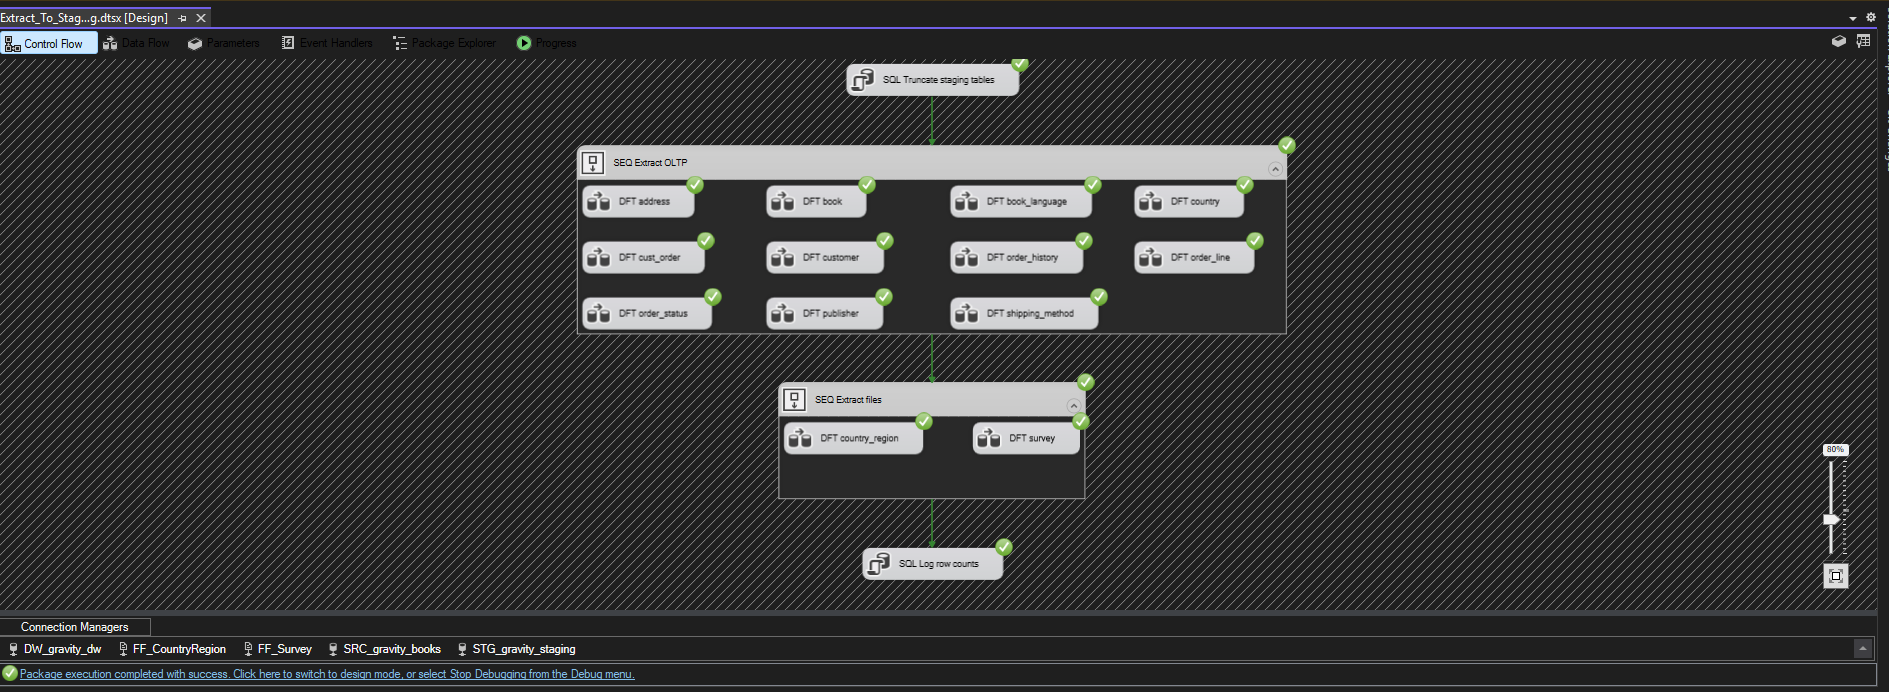 Extract_To_Stag...g.dtsx [Design]
Control Flow
Data Flow
Parameters
Event Handlers
Package Explorer
Progress
SQL Truncate staging tables
SEQ Extract OLTP
DFT address
DFT book
DFT book_language
DFT country
DFT cust_order
DFT customer
DFT order_history
DFT order_line
DFT order_status
DFT publisher
DFT shipping_method
SEQ Extract files
DFT country_region
DFT survey
80%
SQL Log row counts
Connection Managers
DW_gravity_dw
FF_CountryRegion
FF_Survey
SRC_gravity_books
STG_gravity_staging
Package execution completed with success. Click here to switch to design mode, or select Stop Debugging from the Debug menu.